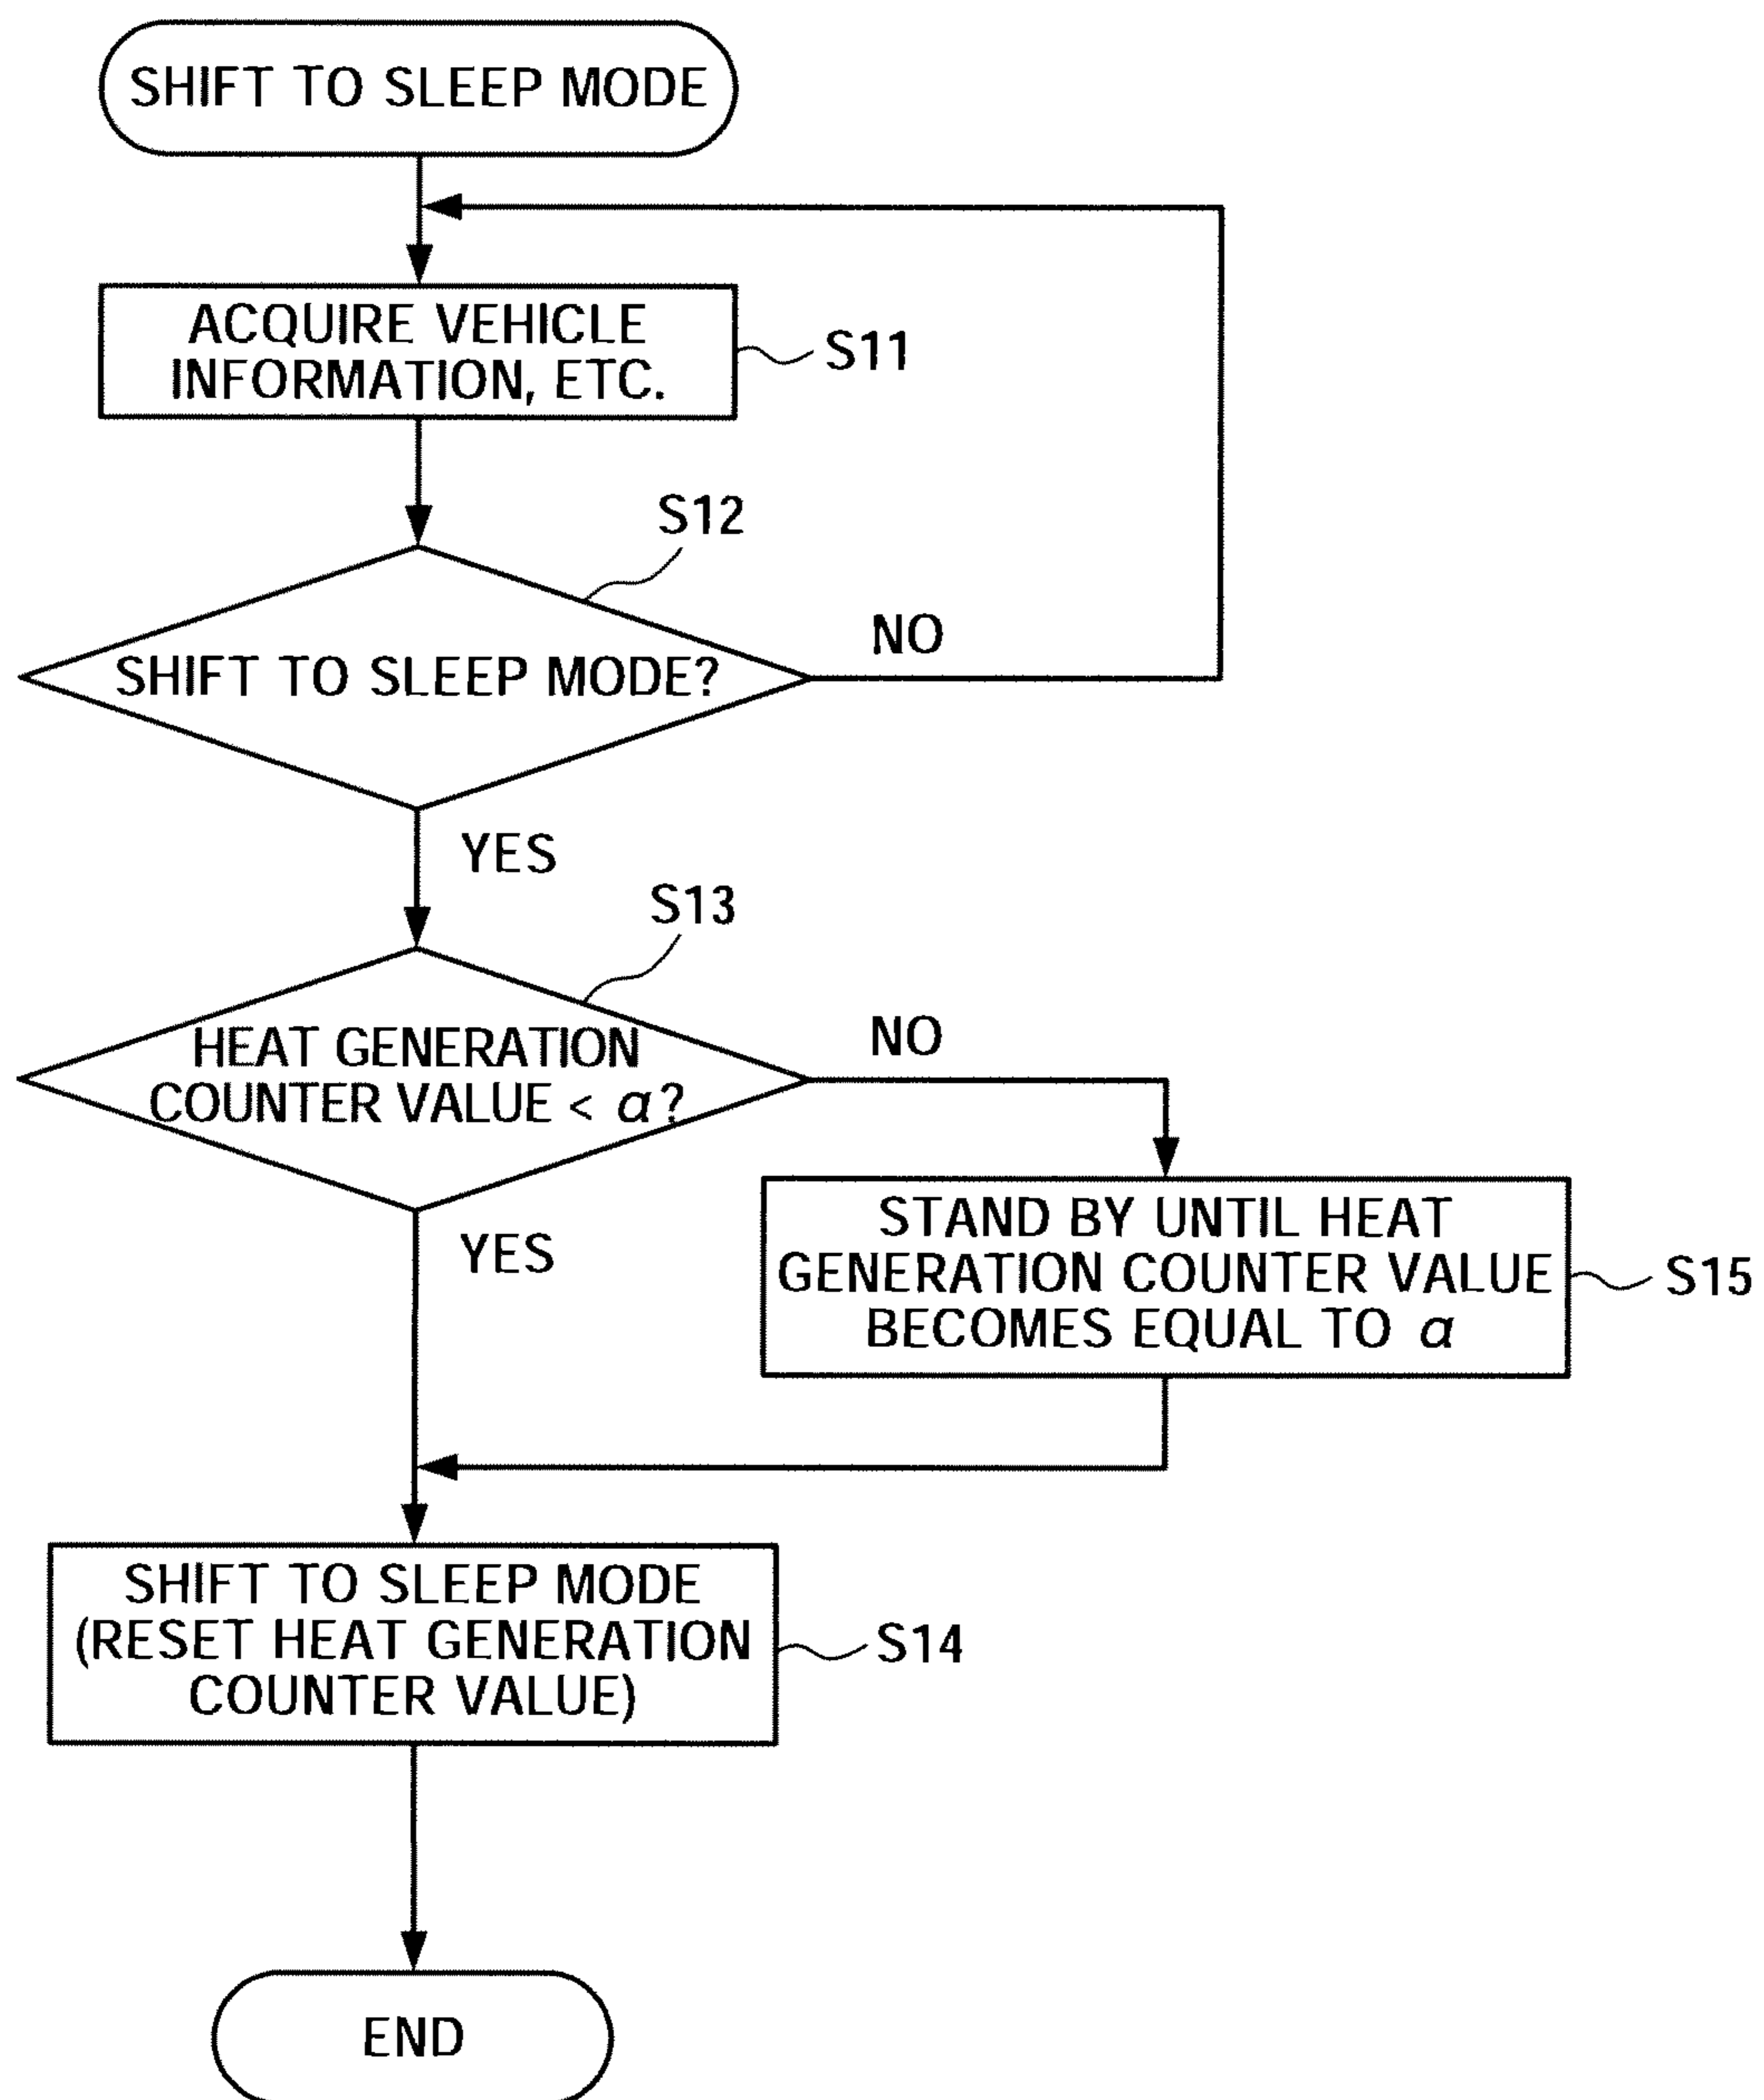 SHIFT TO SLEEP MODE
ACQUIRE VEHICLE
INFORMATION, ETC.
S11
S12
SHIFT TO SLEEP MODE?
NO
YES
S13
HEAT GENERATION
COUNTER VALUE < α?
NO
YES
STAND BY UNTIL HEAT
GENERATION COUNTER VALUE
BECOMES EQUAL TO α
S15
SHIFT TO SLEEP MODE
(RESET HEAT GENERATION
COUNTER VALUE)
S14
END